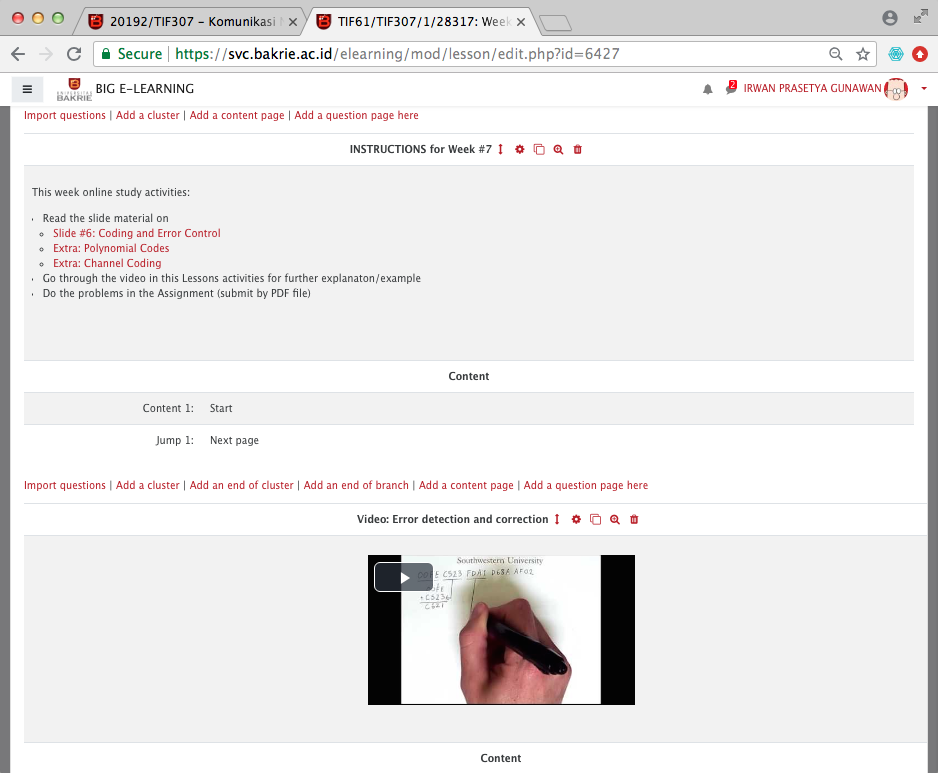 20192/TIF307 – Komunikasi
TIF61/TIF307/1/28317: Week
Secure | https://svc.bakrie.ac.id/elearning/mod/lesson/edit.php?id=6427
UNIVERSITAS BAKRIE BIG E-LEARNING 2 IRWAN PRASETYA GUNAWAN
Import questions | Add a cluster | Add a content page | Add a question page here
INSTRUCTIONS for Week #7
This week online study activities:
Read the slide material on
Slide #6: Coding and Error Control
Extra: Polynomial Codes
Extra: Channel Coding
Go through the video in this Lessons activities for further explanaton/example
Do the problems in the Assignment (submit by PDF file)
Content
Content 1: Start
Jump 1: Next page
Import questions | Add a cluster | Add an end of cluster | Add an end of branch | Add a content page | Add a question page here
Video: Error detection and correction
Southwestern University
C523 FDA1 D68A AF02
C621
Content